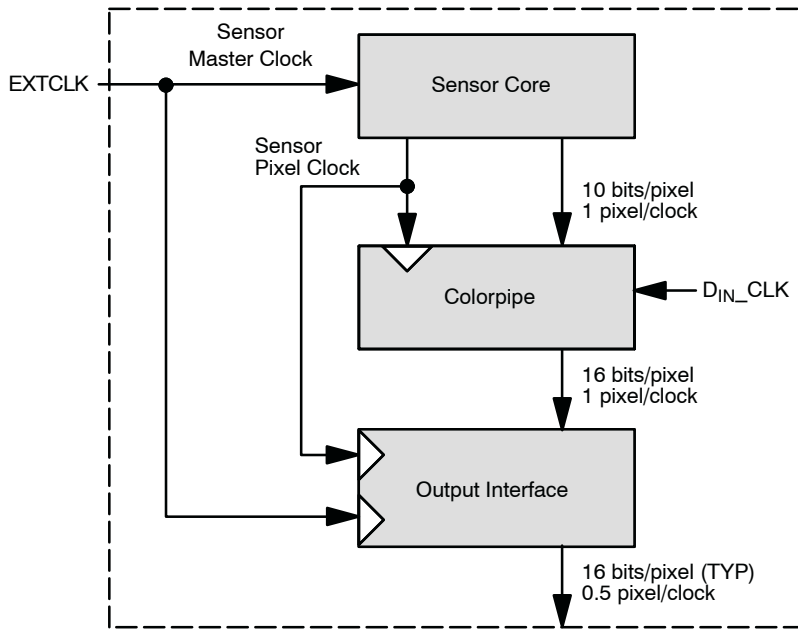 Sensor
Master Clock
EXTCLK
Sensor Core
Sensor
Pixel Clock
10 bits/pixel
1 pixel/clock
Colorpipe
DIN_CLK
16 bits/pixel
1 pixel/clock
Output Interface
16 bits/pixel (TYP)
0.5 pixel/clock